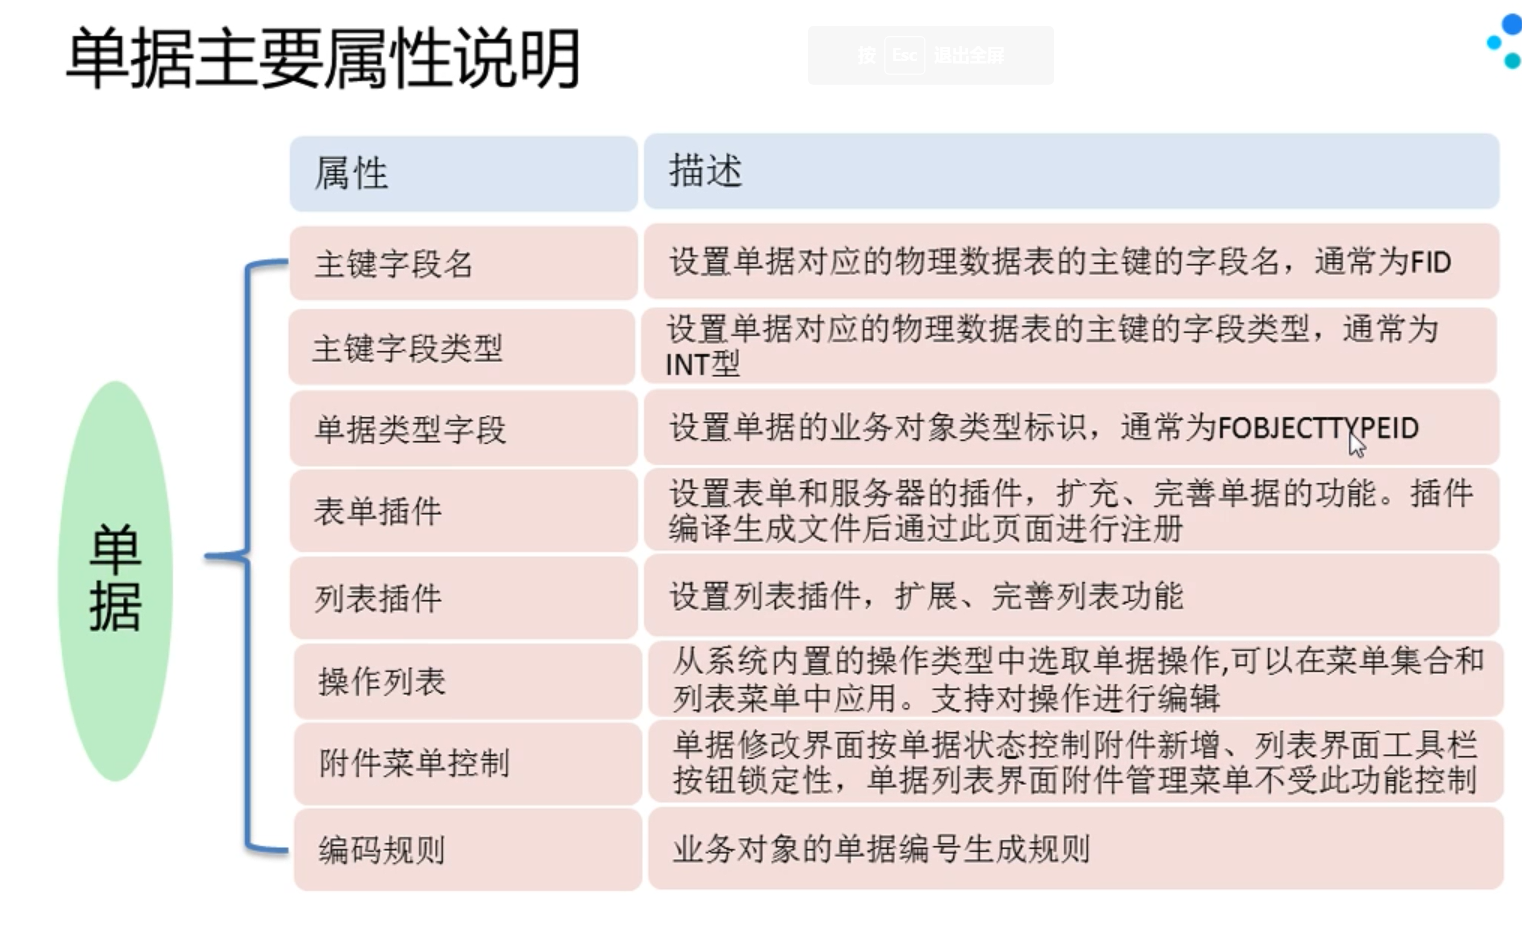 单据主要属性说明
按 Esc 退出全屏
属性
描述
主键字段名
设置单据对应的物理数据表的主键的字段名，通常为FID
主键字段类型
设置单据对应的物理数据表的主键的字段类型，通常为
INT型
单据类型字段
设置单据的业务对象类型标识，通常为FOBJECTTYPEID
表单插件
设置表单和服务器的插件，扩充、完善单据的功能。插件
编译生成文件后通过此页面进行注册
列表插件
设置列表插件，扩展、完善列表功能
操作列表
从系统内置的操作类型中选取单据操作,可以在菜单集合和
列表菜单中应用。支持对操作进行编辑
附件菜单控制
单据修改界面按单据状态控制附件新增、列表界面工具栏
按钮锁定性，单据列表界面附件管理菜单不受此功能控制
编码规则
业务对象的单据编号生成规则
单
据